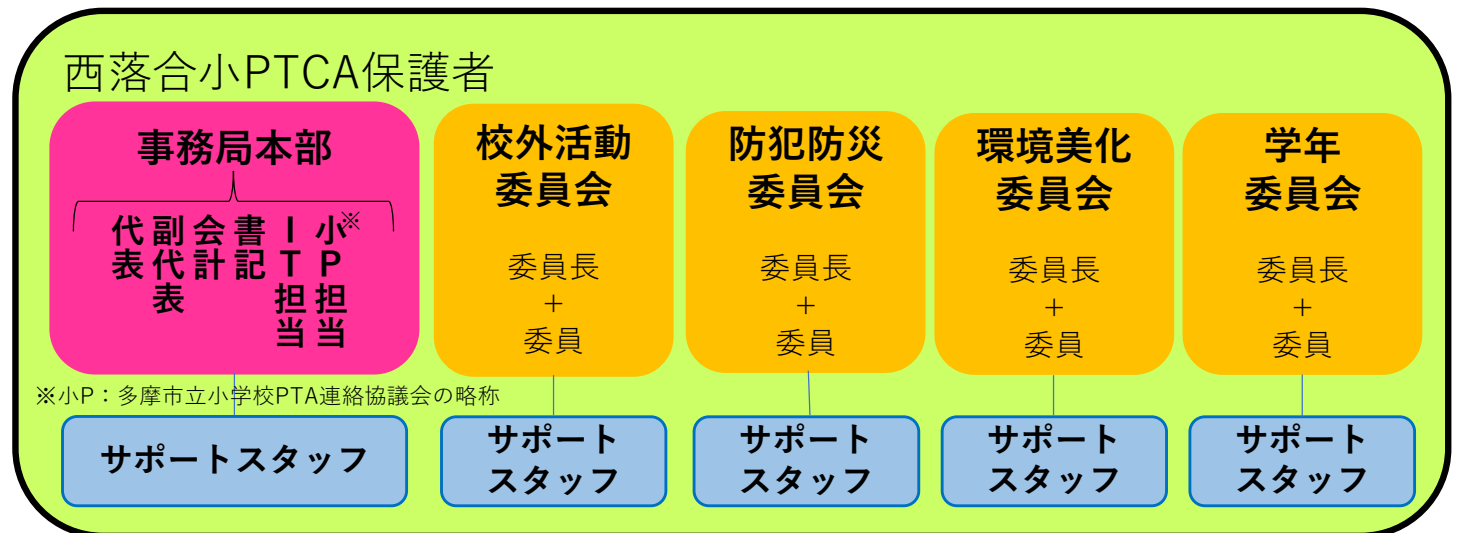 西落合小PTCA保護者
事務局本部
代表
副代表
会計
書記
IT担当
小P担当
※
校外活動
委員会
委員長
+
委員
防犯防災
委員会
委員長
+
委員
環境美化
委員会
委員長
+
委員
学年
委員会
委員長
+
委員
※小P：多摩市立小学校PTA連絡協議会の略称
サポートスタッフ
サポート
スタッフ
サポート
スタッフ
サポート
スタッフ
サポート
スタッフ